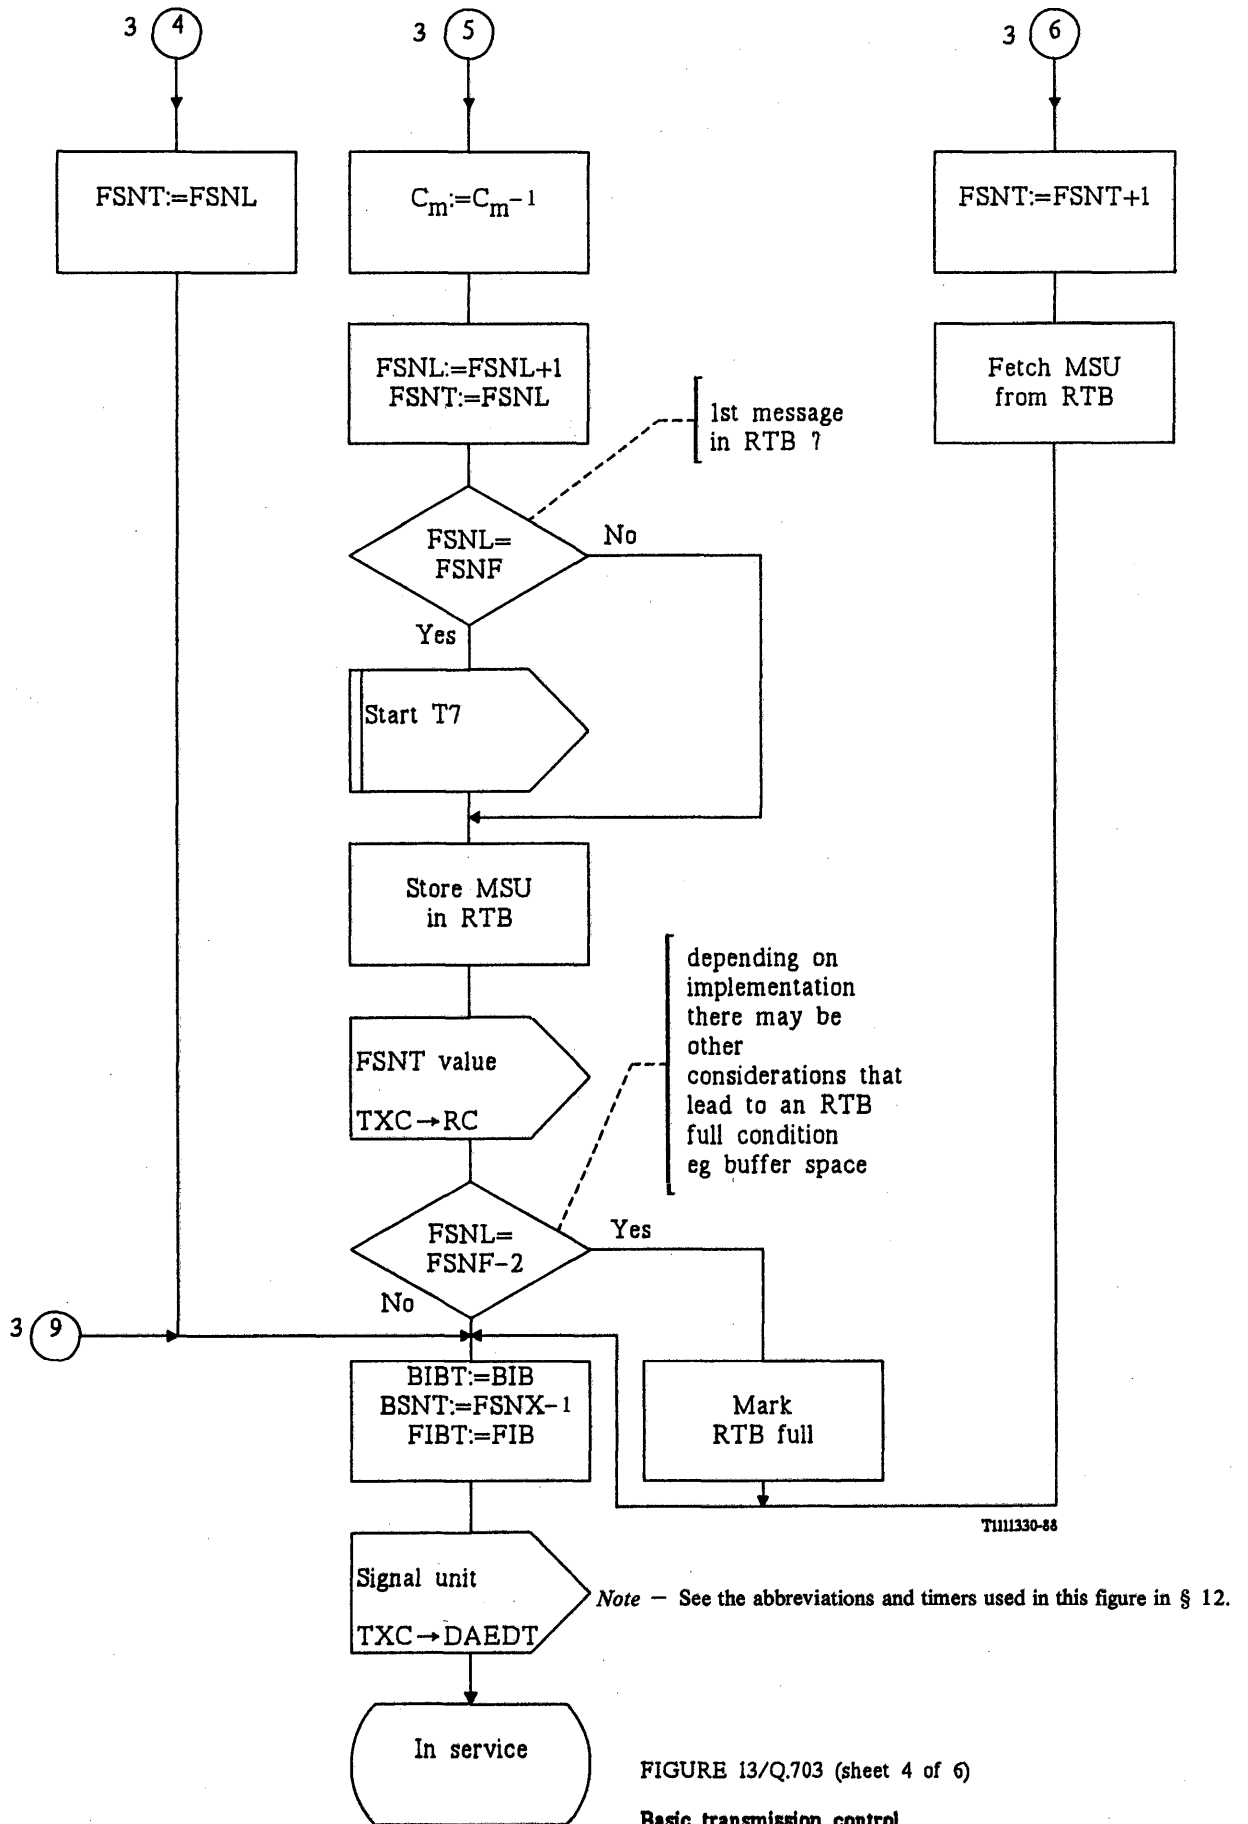 3 4
3 5
3 6
FSNT:=FSNL
Cm:=Cm-1
FSNT:=FSNT+1
FSNL:=FSNL+1
FSNT:=FSNL
Fetch MSU
from RTB
1st message
in RTB ?
FSNL=
FSNF
No
Yes
Start T7
Store MSU
in RTB
depending on
implementation
there may be
other
considerations that
lead to an RTB
full condition
eg buffer space
FSNT value
TXC→RC
FSNL=
FSNF-2
Yes
No
3 9
BIBT:=BIB
BSNT:=FSNX-1
FIBT:=FIB
Mark
RTB full
T1111330-88
Signal unit
TXC→DAEDT
Note — See the abbreviations and timers used in this figure in § 12.
In service
FIGURE 13/Q.703 (sheet 4 of 6)
Basic transmission control